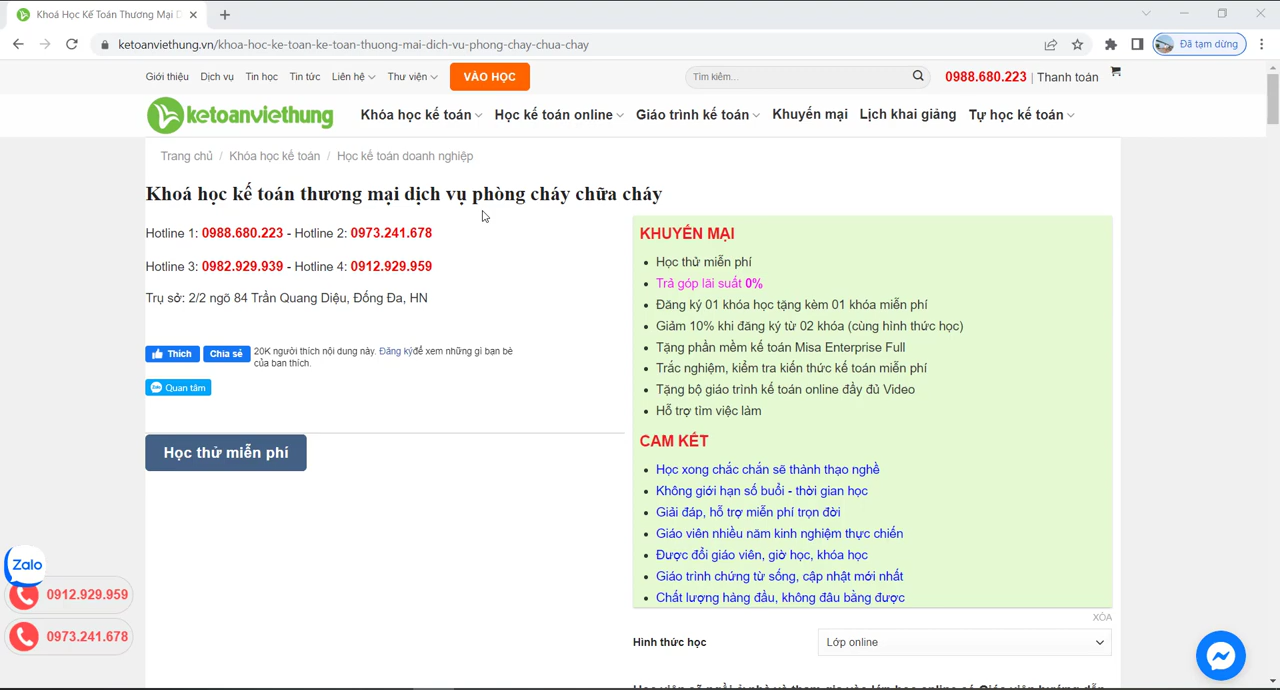 Khoá Học Kế Toán Thương Mại D
ketoanviethung.vn/khoa-hoc-ke-toan-ke-toan-thuong-mai-dich-vu-phong-chay-chua-chay
Đã tạm dừng
Giới thiệu Dịch vụ Tin học Tin tức Liên hệ Thư viện VÀO HỌC Tìm kiếm... 0988.680.223 | Thanh toán
ketoanviethung Khóa học kế toán Học kế toán online Giáo trình kế toán Khuyến mại Lịch khai giảng Tự học kế toán
Trang chủ / Khóa học kế toán / Học kế toán doanh nghiệp
Khoá học kế toán thương mại dịch vụ phòng cháy chữa cháy
Hotline 1: 0988.680.223 - Hotline 2: 0973.241.678
Hotline 3: 0982.929.939 - Hotline 4: 0912.929.959
Trụ sở: 2/2 ngõ 84 Trần Quang Diệu, Đống Đa, HN
Thích Chia sẻ 20K người thích nội dung này. Đăng kýđể xem những gì bạn bè
của bạn thích.
Zalo Quan tâm
Học thử miễn phí
KHUYẾN MẠI
Học thử miễn phí
Trả góp lãi suất 0%
Đăng ký 01 khóa học tặng kèm 01 khóa miễn phí
Giảm 10% khi đăng ký từ 02 khóa (cùng hình thức học)
Tặng phần mềm kế toán Misa Enterprise Full
Trắc nghiệm, kiểm tra kiến thức kế toán miễn phí
Tặng bộ giáo trình kế toán online đầy đủ Video
Hỗ trợ tìm việc làm
CAM KẾT
Học xong chắc chắn sẽ thành thạo nghề
Không giới hạn số buổi - thời gian học
Giải đáp, hỗ trợ miễn phí trọn đời
Giáo viên nhiều năm kinh nghiệm thực chiến
Được đổi giáo viên, giờ học, khóa học
Giáo trình chứng từ sống, cập nhật mới nhất
Chất lượng hàng đầu, không đâu bằng được
XÓA
Hình thức học Lớp online
Zalo
0912.929.959
0973.241.678